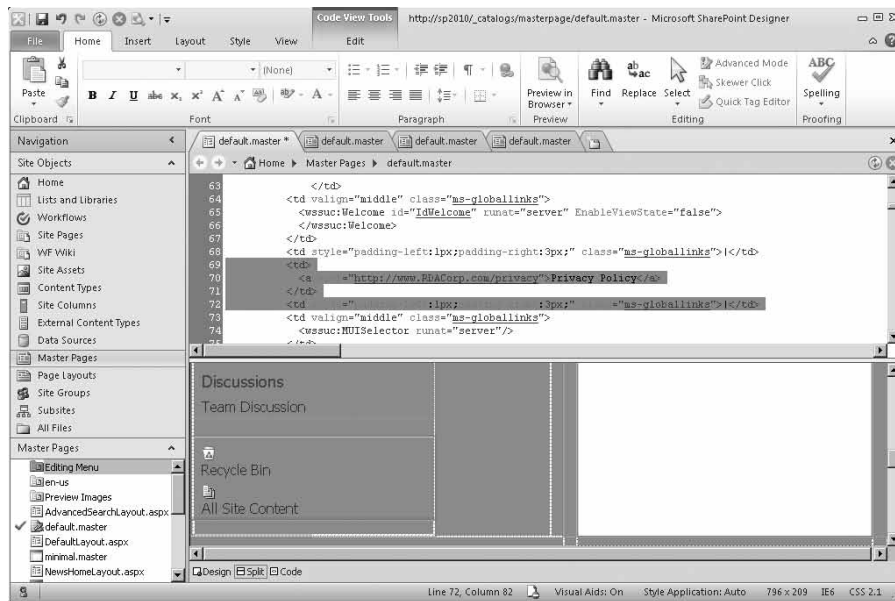 Code View Tools
http://sp2010/_catalogs/masterpage/default.master - Microsoft SharePoint Designer
File Home Insert Layout Style View Edit
Paste
(None)
Advanced Mode
Skewer Click
Quick Tag Editor
B I U abc x₂ x² A A A
Preview in Browser
Find Replace Select
ABC
Spelling
Clipboard Font Paragraph Preview Editing Proofing
Navigation
default.master * default.master default.master default.master
Site Objects
Home Master Pages default.master
Home
Lists and Libraries
Workflows
Site Pages
WF Wiki
Site Assets
Content Types
Site Columns
External Content Types
Data Sources
Master Pages
Page Layouts
Site Groups
Subsites
All Files
63 </td>
64 <td valign="middle" class="ms-globallinks">
65 <wssuc:Welcome id="IdWelcome" runat="server" EnableViewState="false">
66 </wssuc:Welcome>
67 </td>
68 <td style="padding-left:1px;padding-right:3px;" class="ms-globallinks">|</td>
69 <td>
70 <a ="http://www.RDACorp.com/privacy">Privacy Policy</a>
71 </td>
72 <td =" :1px; :3px;" ="ms-globallinks">|</td>
73 <td valign="middle" class="ms-globallinks">
74 <wssuc:MUISelector runat="server"/>
75 </td>
Discussions
Team Discussion
Recycle Bin
All Site Content
Master Pages
Editing Menu
en-us
Preview Images
AdvancedSearchLayout.aspx
default.master
DefaultLayout.aspx
minimal.master
NewsHomeLayout.aspx
Design Split Code
Line 72, Column 82 Visual Aids: On Style Application: Auto 796 x 209 IE6 CSS 2.1